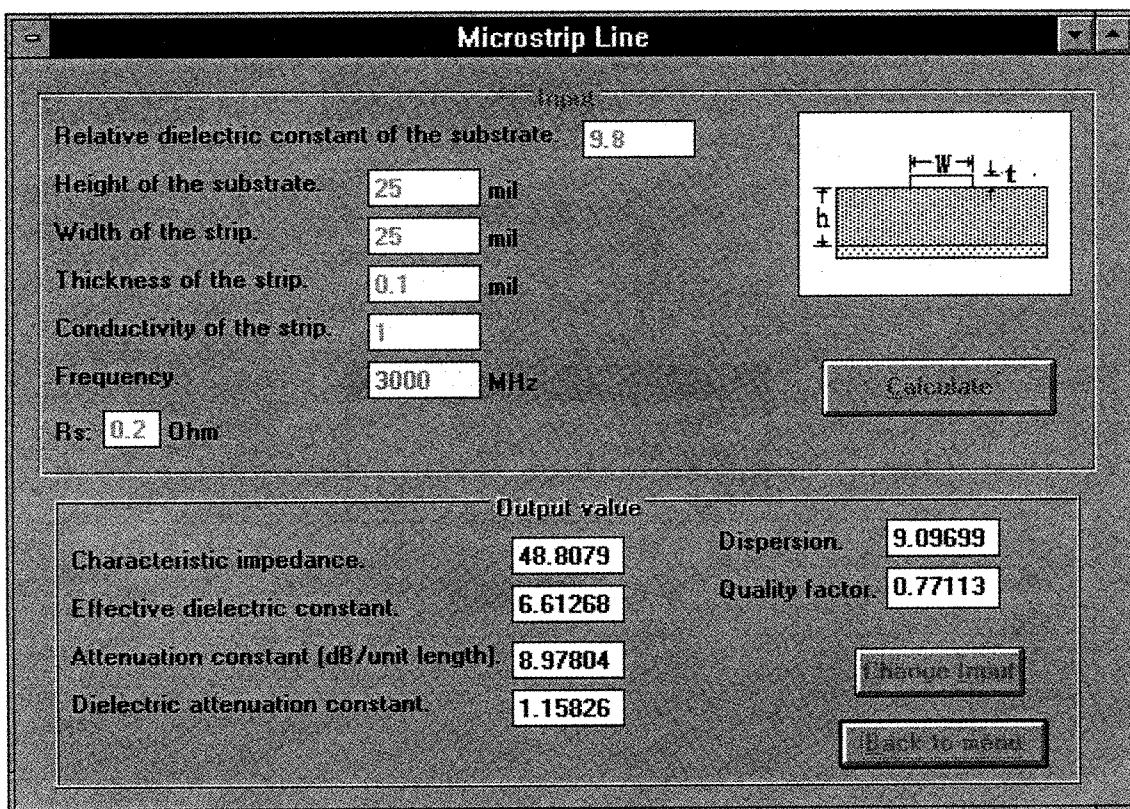 Microstrip Line
Input
Relative dielectric constant of the substrate. 9.8
Height of the substrate. 25 mil
Width of the strip. 25 mil
Thickness of the strip. 0.1 mil
Conductivity of the strip. 1
Frequency. 3000 MHz
Rs: 0.2 Ohm
W
t
h
Calculate
Output value
Characteristic impedance. 48.8079
Effective dielectric constant. 6.61268
Attenuation constant (dB/unit length). 8.97804
Dielectric attenuation constant. 1.15826
Dispersion. 9.09699
Quality factor. 0.77113
Change Input
Back to menu